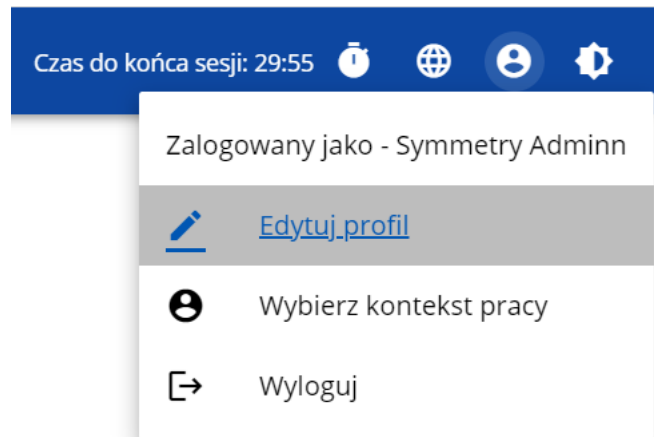 Czas do końca sesji: 29:55
Zalogowany jako - Symmetry Adminn
Edytuj profil
Wybierz kontekst pracy
Wyloguj